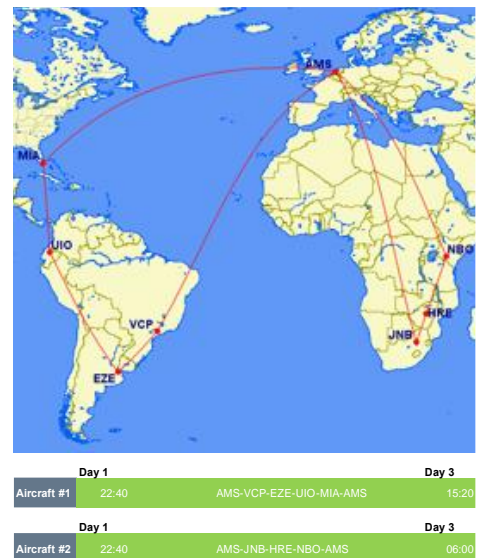 AMS
MIA
UIO
NBO
VCP
HRE
JNB
EZE
Day 1 Day 3
Aircraft #1 22:40 AMS-VCP-EZE-UIO-MIA-AMS 15:20
Day 1 Day 3
Aircraft #2 22:40 AMS-JNB-HRE-NBO-AMS 06:00